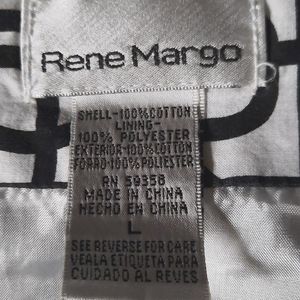 Rene Margo
SHELL-100%COTTON
LINING-
100% POLYESTER
EXTERIOR-100%COTTON
FORRO-100%POLIESTER
RN 59358
MADE IN CHINA
HECHO EN CHINA
L
SEE REVERSE FOR CARE
VEALA ETIQUETA PARA
CUIDADO AL REVES